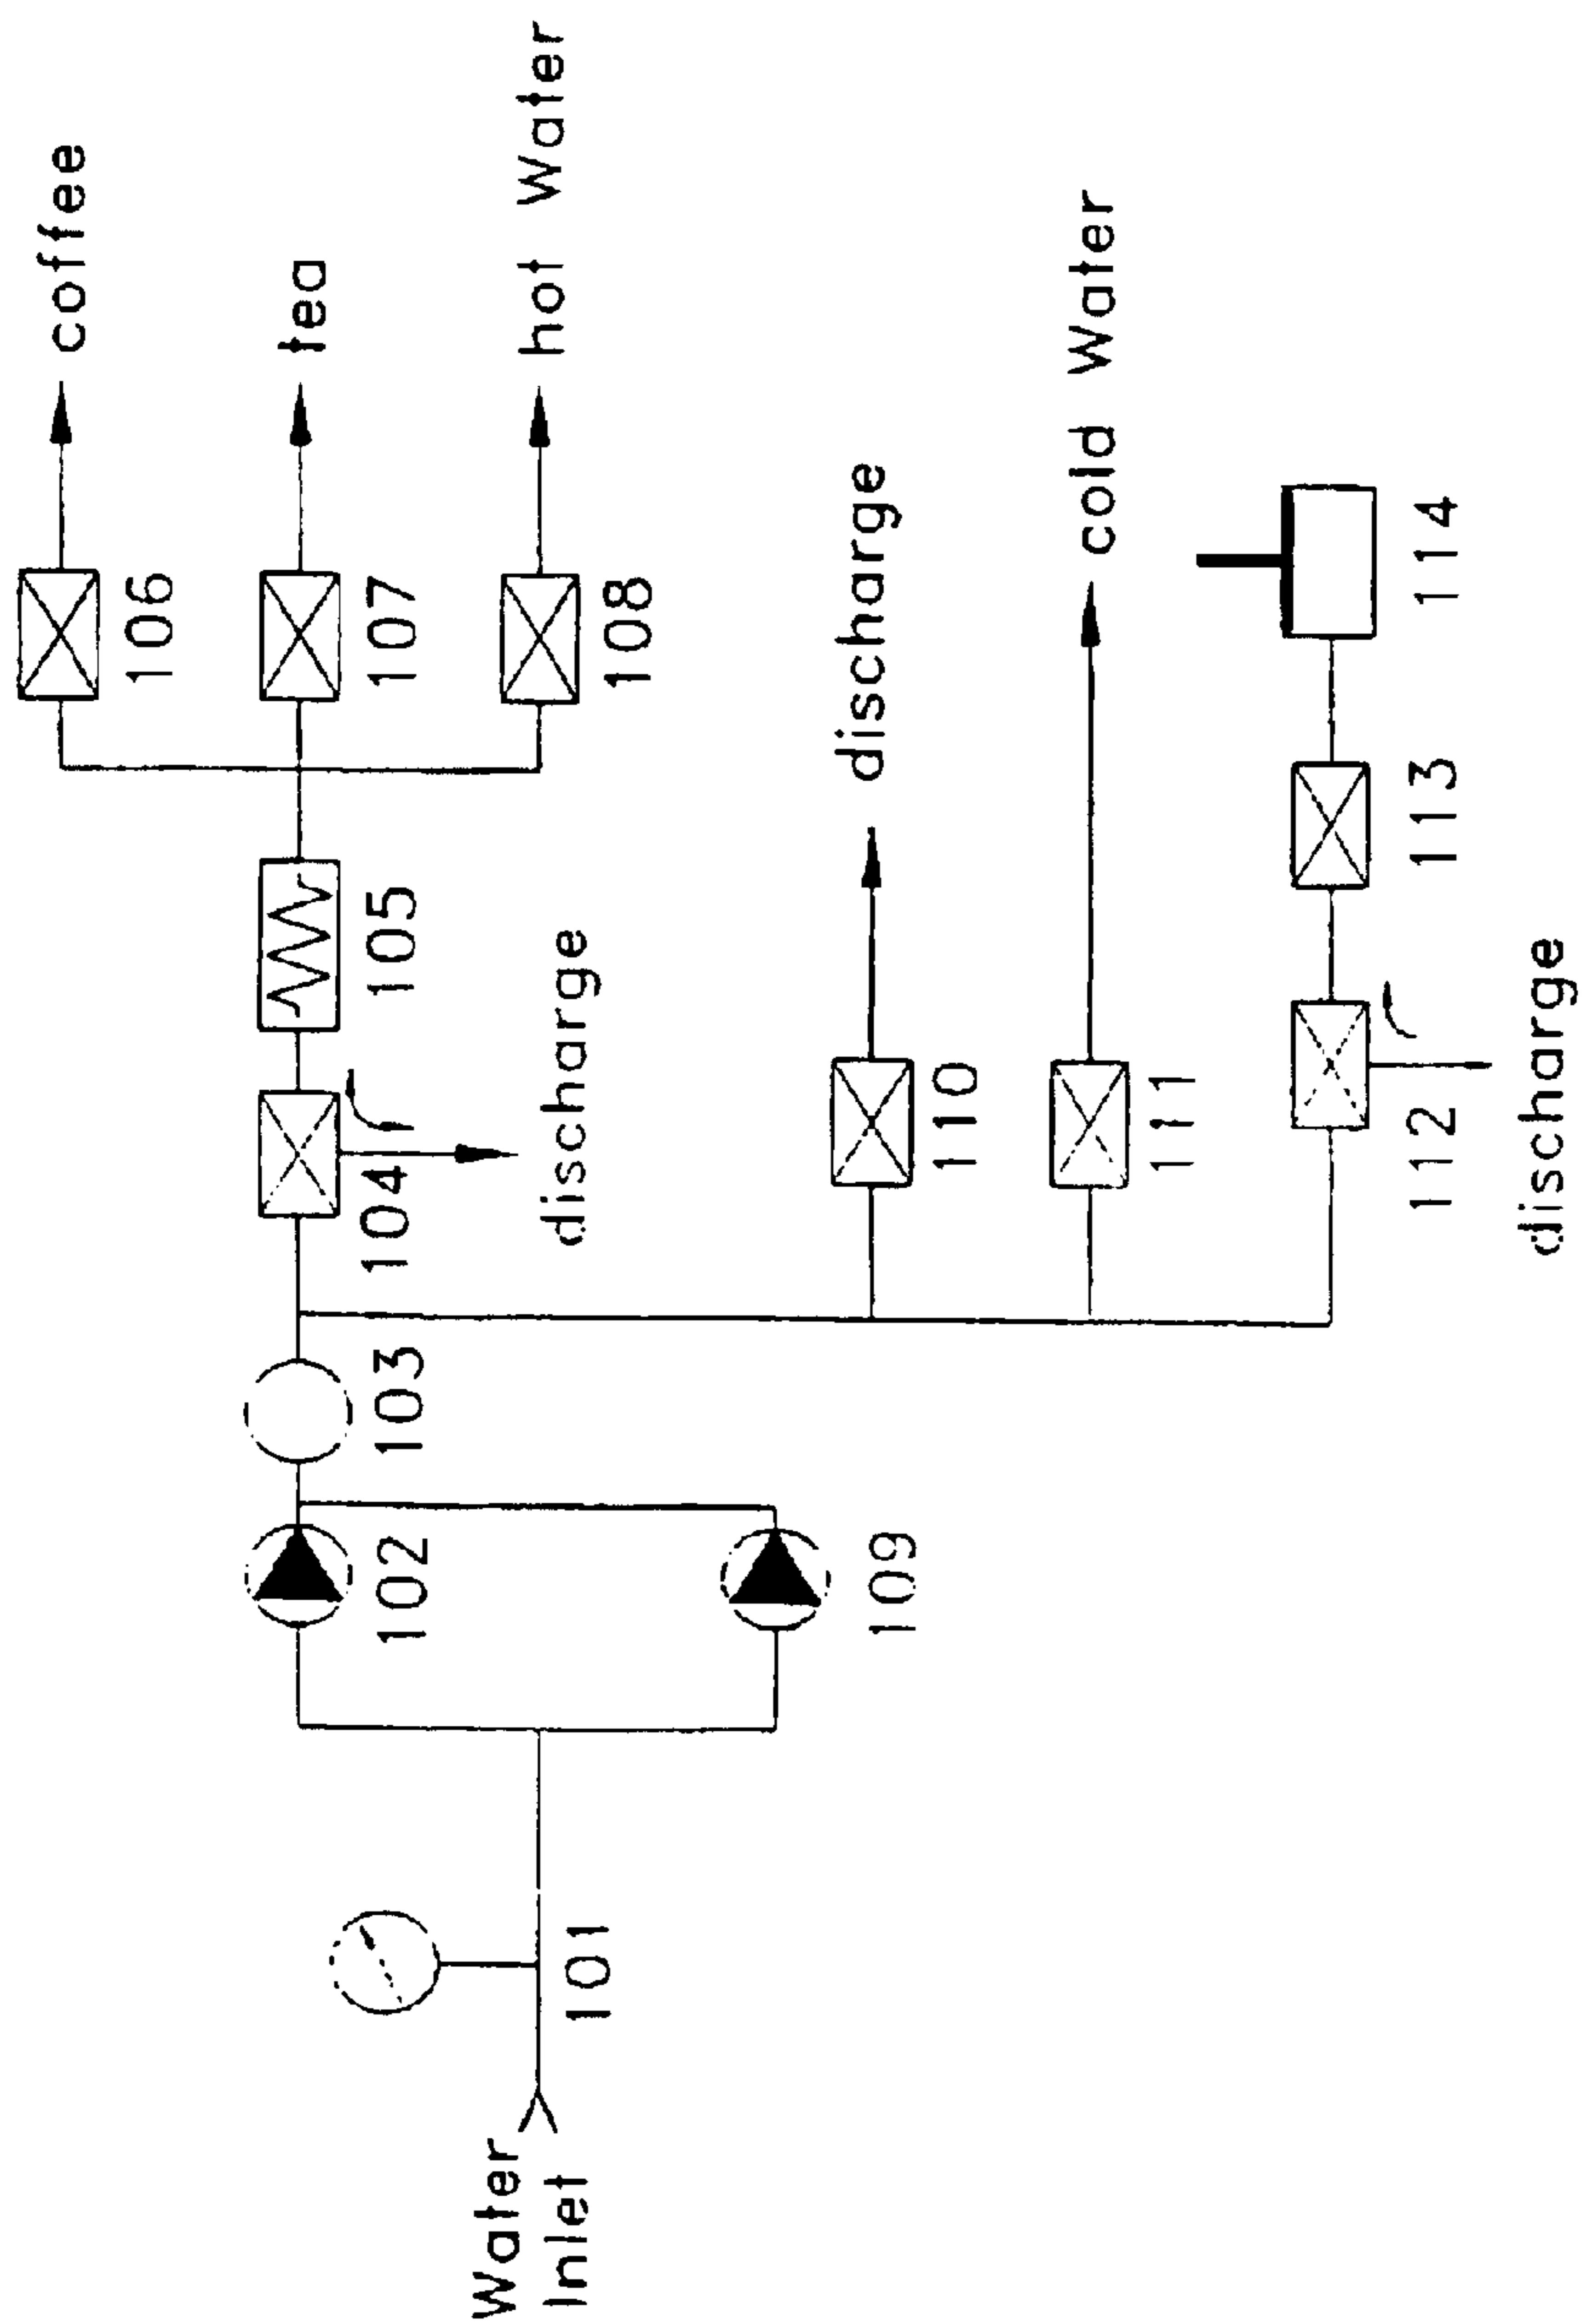 coffee
106
tea
107
hot Water
108
105
104
discharge
103
102
109
Water
Inlet
101
discharge
110
cold Water
111
114
113
112
discharge